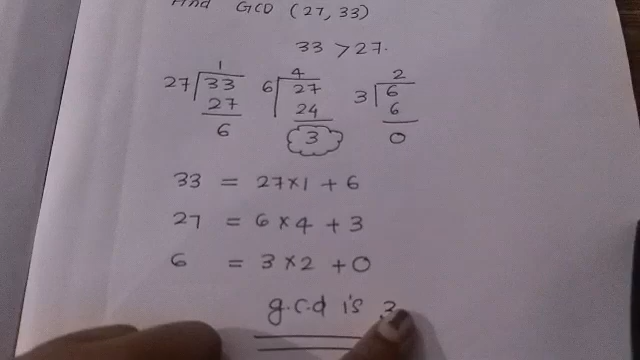 Find GCD (27, 33)
33 > 27.
1
27 33
27
6
4
6 27
24
3
2
3 6
6
0
33 = 27×1 + 6
27 = 6×4 + 3
6 = 3×2 + 0
g.c.d is 3